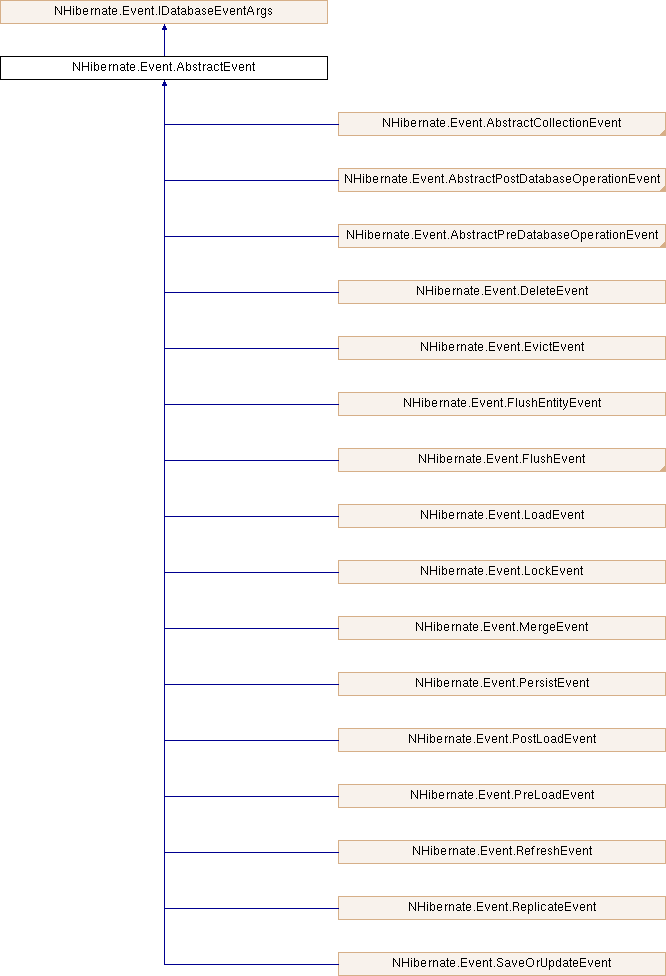 NHibernate.Event.IDatabaseEventArgs
NHibernate.Event.AbstractEvent
NHibernate.Event.AbstractCollectionEvent
NHibernate.Event.AbstractPostDatabaseOperationEvent
NHibernate.Event.AbstractPreDatabaseOperationEvent
NHibernate.Event.DeleteEvent
NHibernate.Event.EvictEvent
NHibernate.Event.FlushEntityEvent
NHibernate.Event.FlushEvent
NHibernate.Event.LoadEvent
NHibernate.Event.LockEvent
NHibernate.Event.MergeEvent
NHibernate.Event.PersistEvent
NHibernate.Event.PostLoadEvent
NHibernate.Event.PreLoadEvent
NHibernate.Event.RefreshEvent
NHibernate.Event.ReplicateEvent
NHibernate.Event.SaveOrUpdateEvent